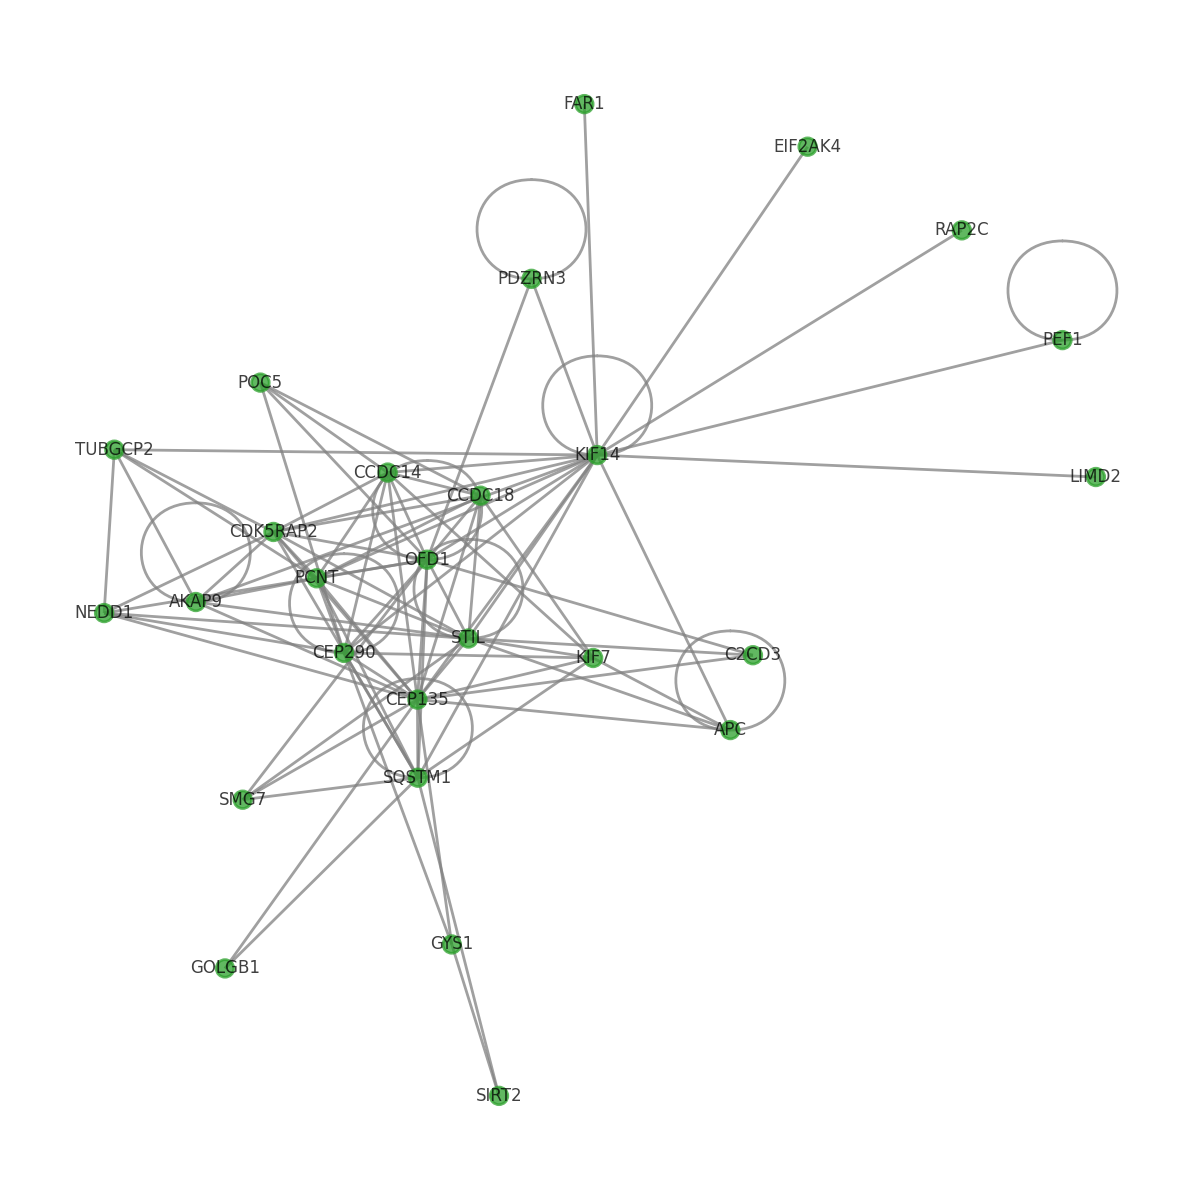 FAR1
EIF2AK4
RAP2C
PDZRN3
PEF1
POC5
TUBGCP2
KIF14
CCDC14
LIMD2
CCDC18
CDK5RAP2
OFD1
PCNT
AKAP9
NEDD1
STIL
CEP290
KIF7
C2CD3
CEP135
APC
SQSTM1
SMG7
GYS1
GOLGB1
SIRT2